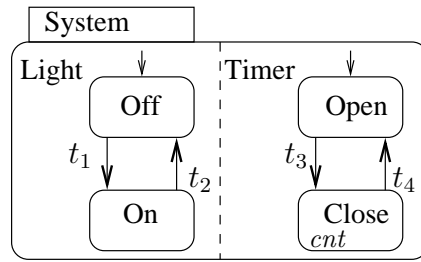 System
Light
Timer
Off
Open
t1
t2
t3
t4
On
Close
cnt